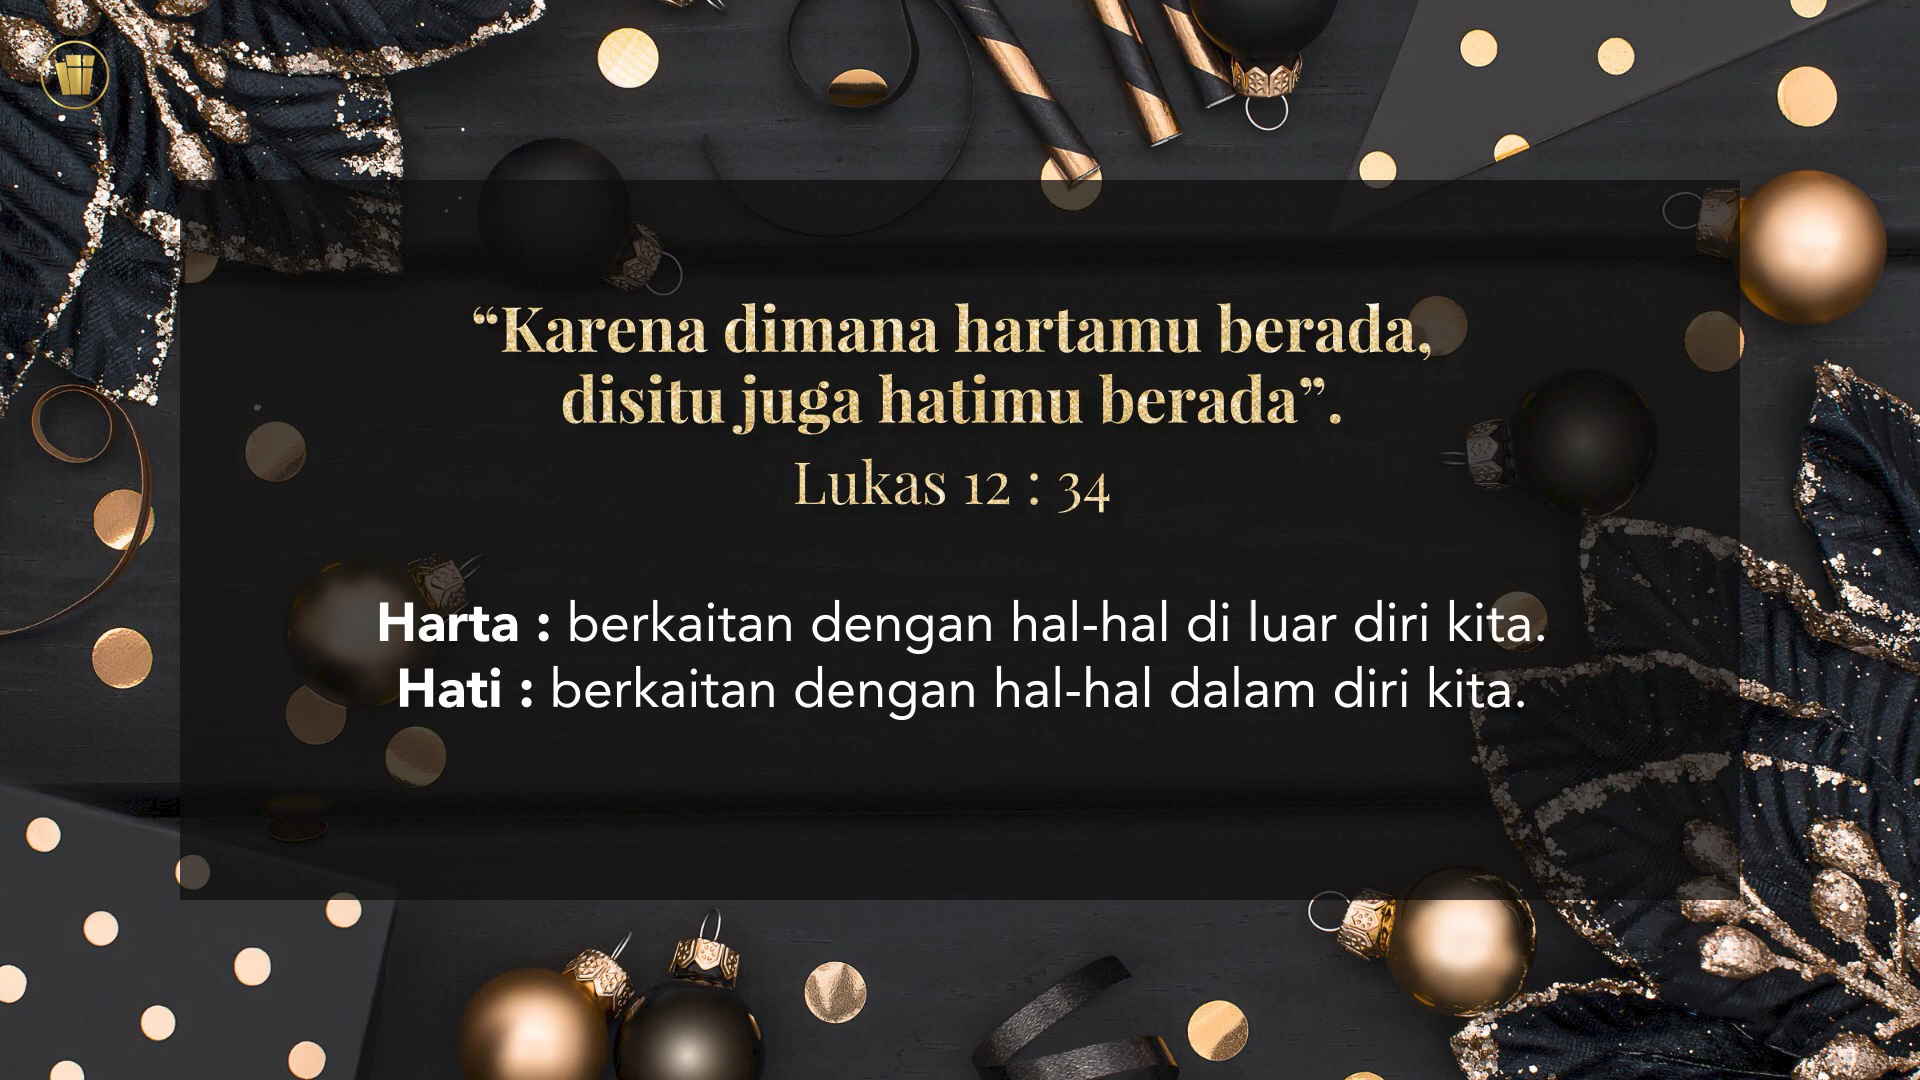 “Karena dimana hartamu berada,
disitu juga hatimu berada”.
Lukas 12 : 34
Harta : berkaitan dengan hal-hal di luar diri kita.
Hati : berkaitan dengan hal-hal dalam diri kita.